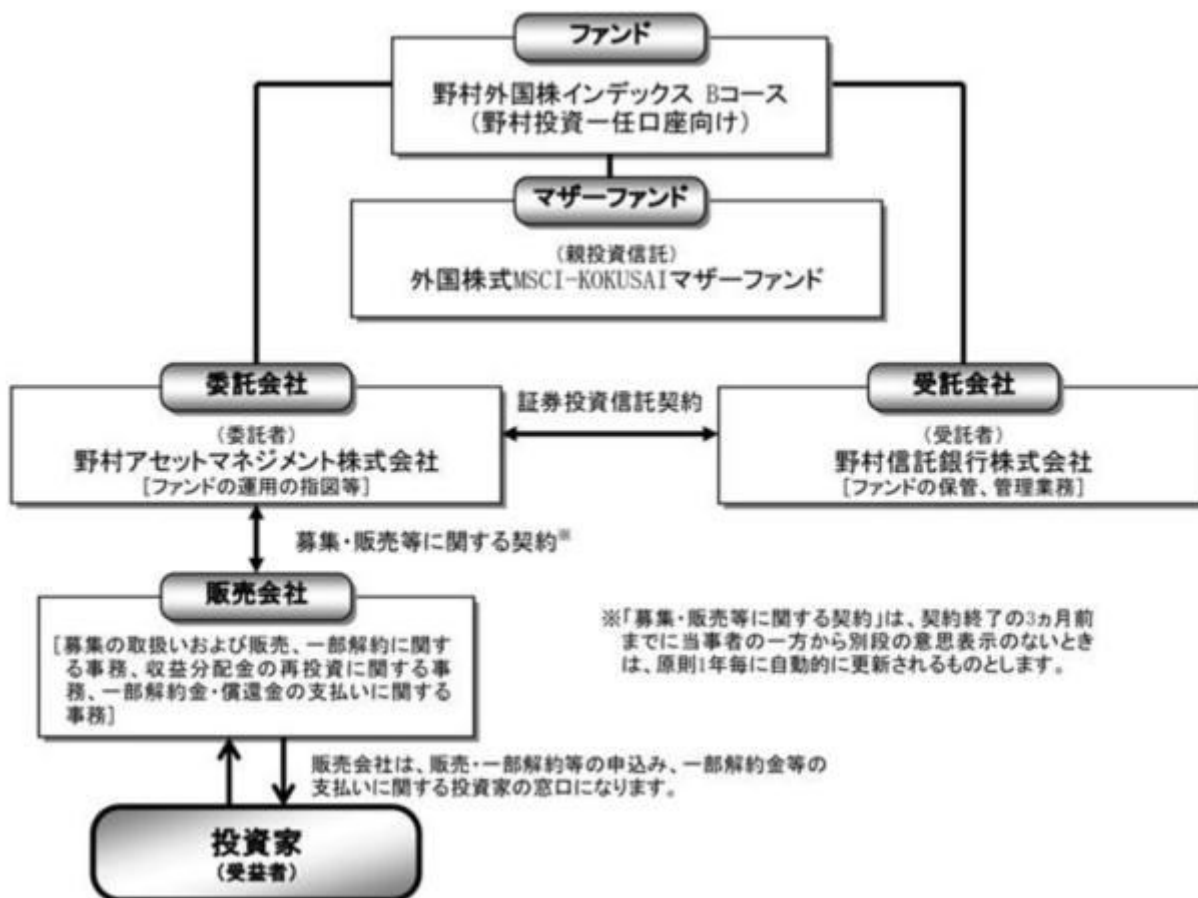 ファンド
野村外国株インデックス Bコース
（野村投資一任口座向け）
マザーファンド
（親投資信託）
外国株式MSCI-KOKUSAIマザーファンド
委託会社
（委託者）
野村アセットマネジメント株式会社
[ファンドの運用の指図等]
証券投資信託契約
受託会社
（受託者）
野村信託銀行株式会社
[ファンドの保管、管理業務]
募集・販売等に関する契約※
販売会社
[募集の取扱いおよび販売、一部解約に関す
る事務、収益分配金の再投資に関する事
務、一部解約金・償還金の支払いに関する
事務]
※「募集・販売等に関する契約」は、契約終了の3ヵ月前
までに当事者の一方から別段の意思表示のないとき
は、原則1年毎に自動的に更新されるものとします。
販売会社は、販売・一部解約等の申込み、一部解約金等の
支払いに関する投資家の窓口になります。
投資家
（受益者）